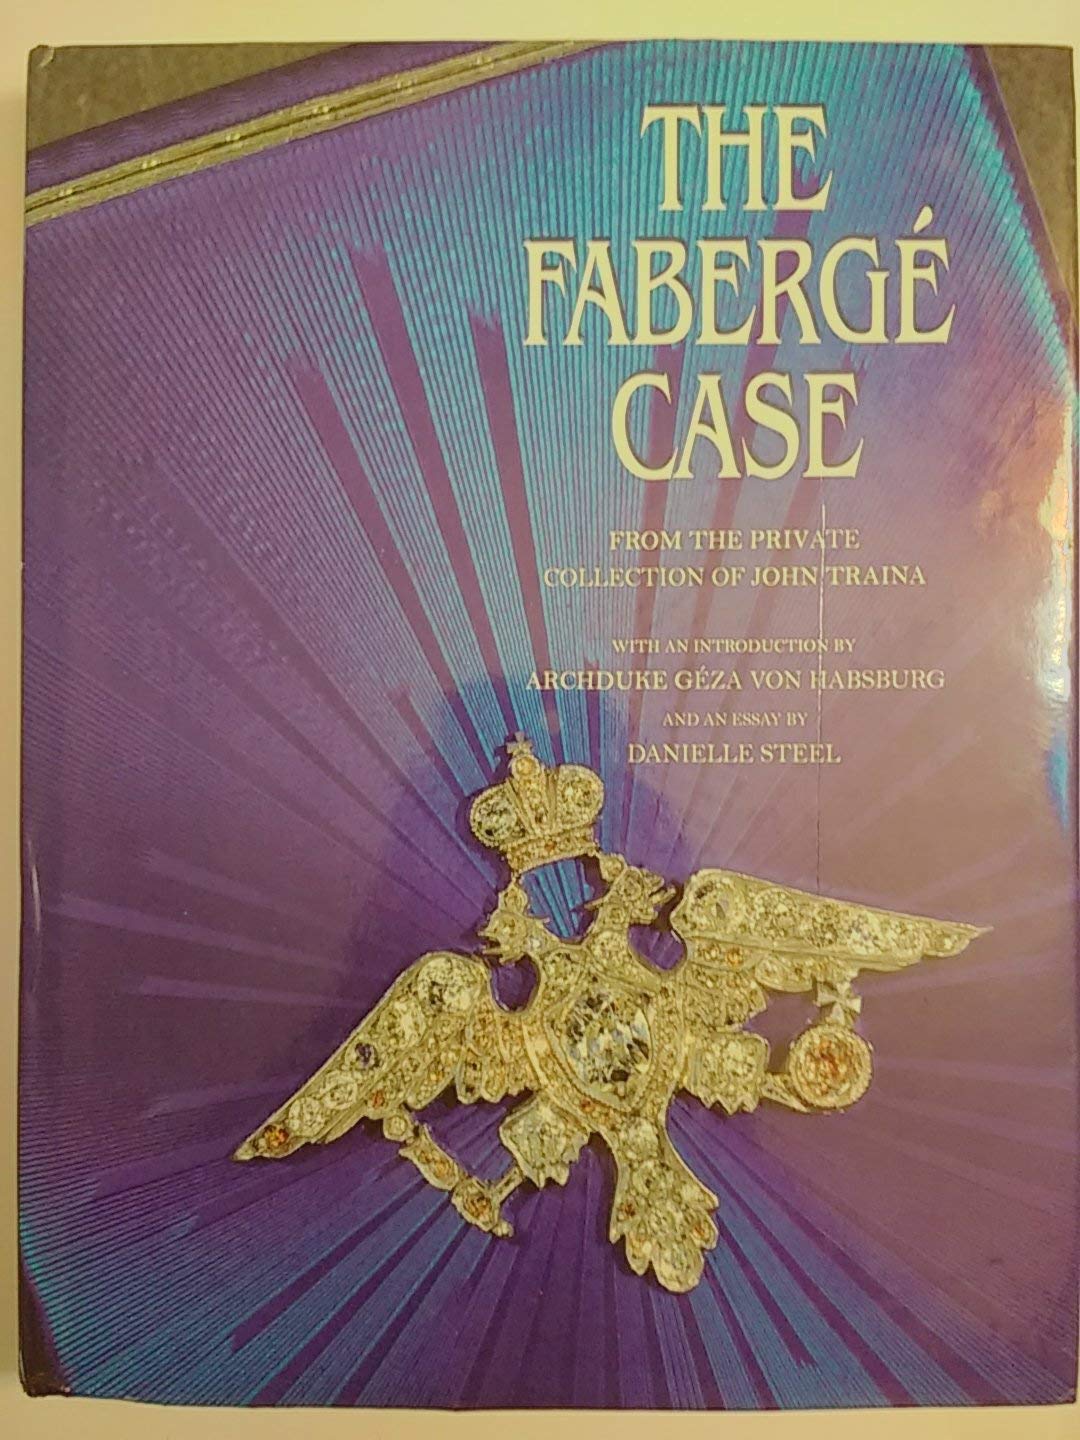 THE
FABERGÉ
CASE
FROM THE PRIVATE
COLLECTION OF JOHN TRAINA
WITH AN INTRODUCTION BY
ARCHDUKE GÉZA VON HABSBURG
AND AN ESSAY BY
DANIELLE STEEL